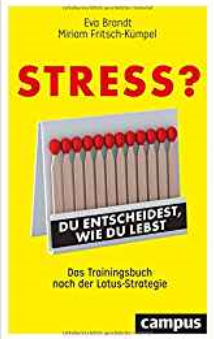 Eva Brandt
Miriam Fritsch-Kümpel
STRESS?
DU ENTSCHEIDEST,
WIE DU LEBST
Das Trainingsbuch
nach der Lotus-Strategie
campus